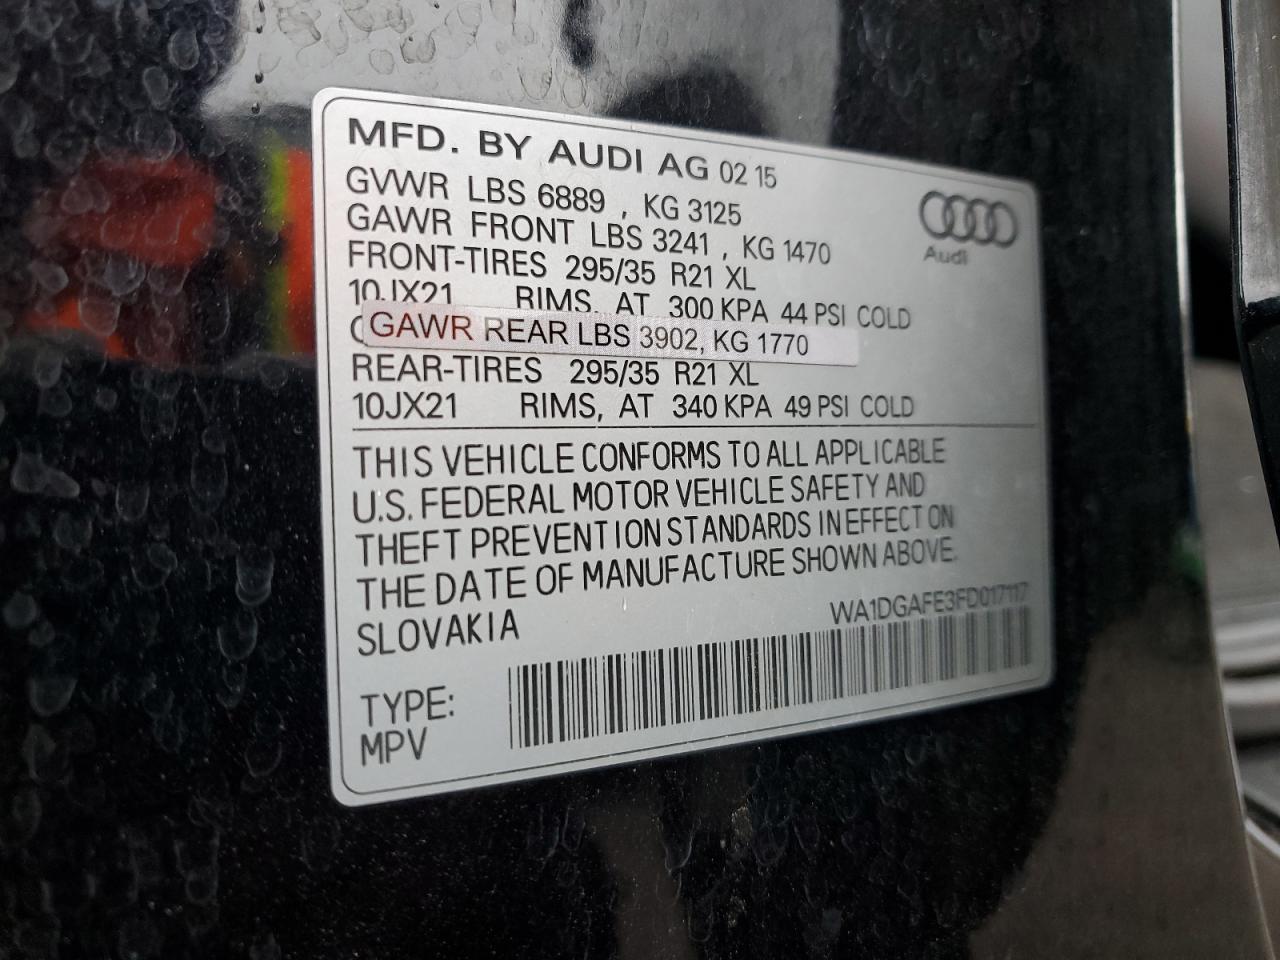 MFD. BY AUDI AG 02 15
GVWR LBS 6889 , KG 3125
GAWR FRONT LBS 3241 , KG 1470
FRONT-TIRES 295/35 R21 XL
10JX21 RIMS, AT 300 KPA 44 PSI COLD
GAWR REAR LBS 3902, KG 1770
REAR-TIRES 295/35 R21 XL
10JX21 RIMS, AT 340 KPA 49 PSI COLD
Audi
THIS VEHICLE CONFORMS TO ALL APPLICABLE
U.S. FEDERAL MOTOR VEHICLE SAFETY AND
THEFT PREVENTION STANDARDS IN EFFECT ON
THE DATE OF MANUFACTURE SHOWN ABOVE.
SLOVAKIA
WA1DGAFE3FD017117
TYPE:
MPV